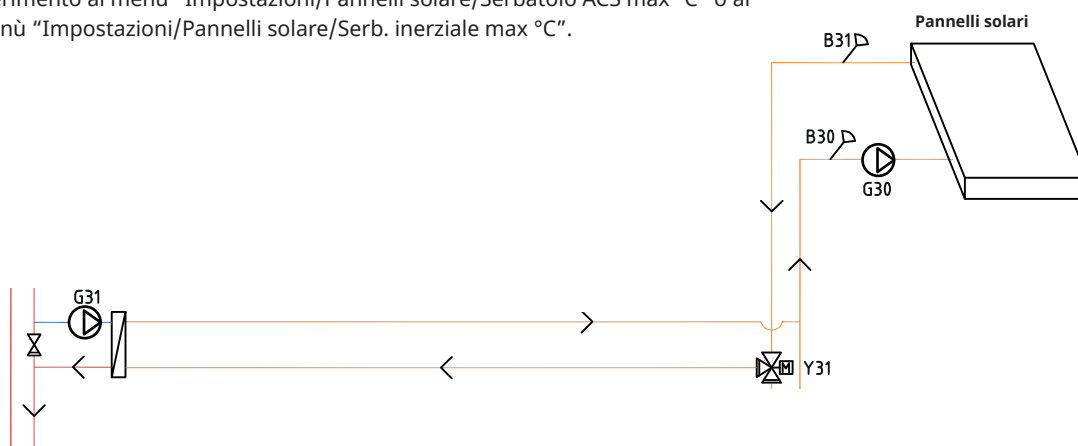 nù “Impostazioni/Pannelli solare/Serb. inerziale max °C”.
Pannelli solari
B31
B30
G30
G31
M
Y31